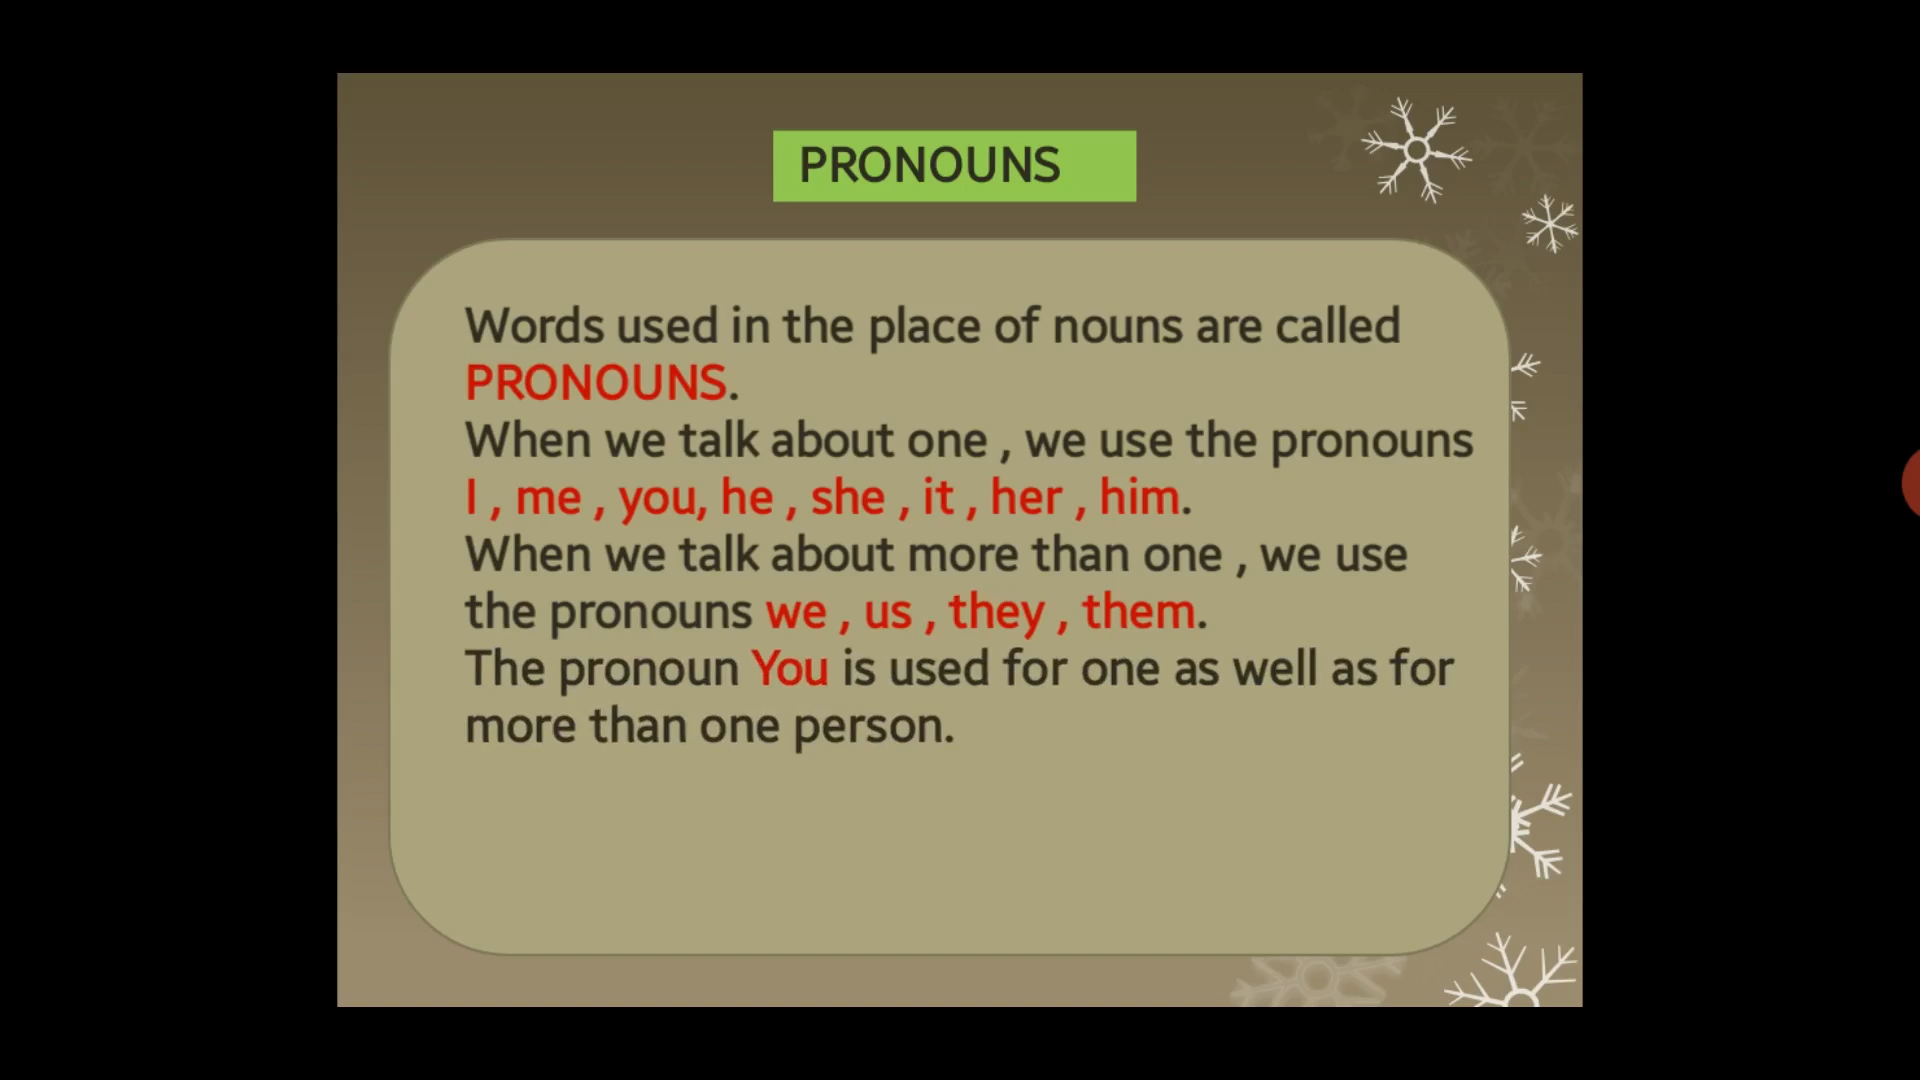 PRONOUNS
Words used in the place of nouns are called
PRONOUNS.
When we talk about one , we use the pronouns
I , me , you, he , she , it , her , him.
When we talk about more than one , we use
the pronouns we , us , they , them.
The pronoun You is used for one as well as for
more than one person.